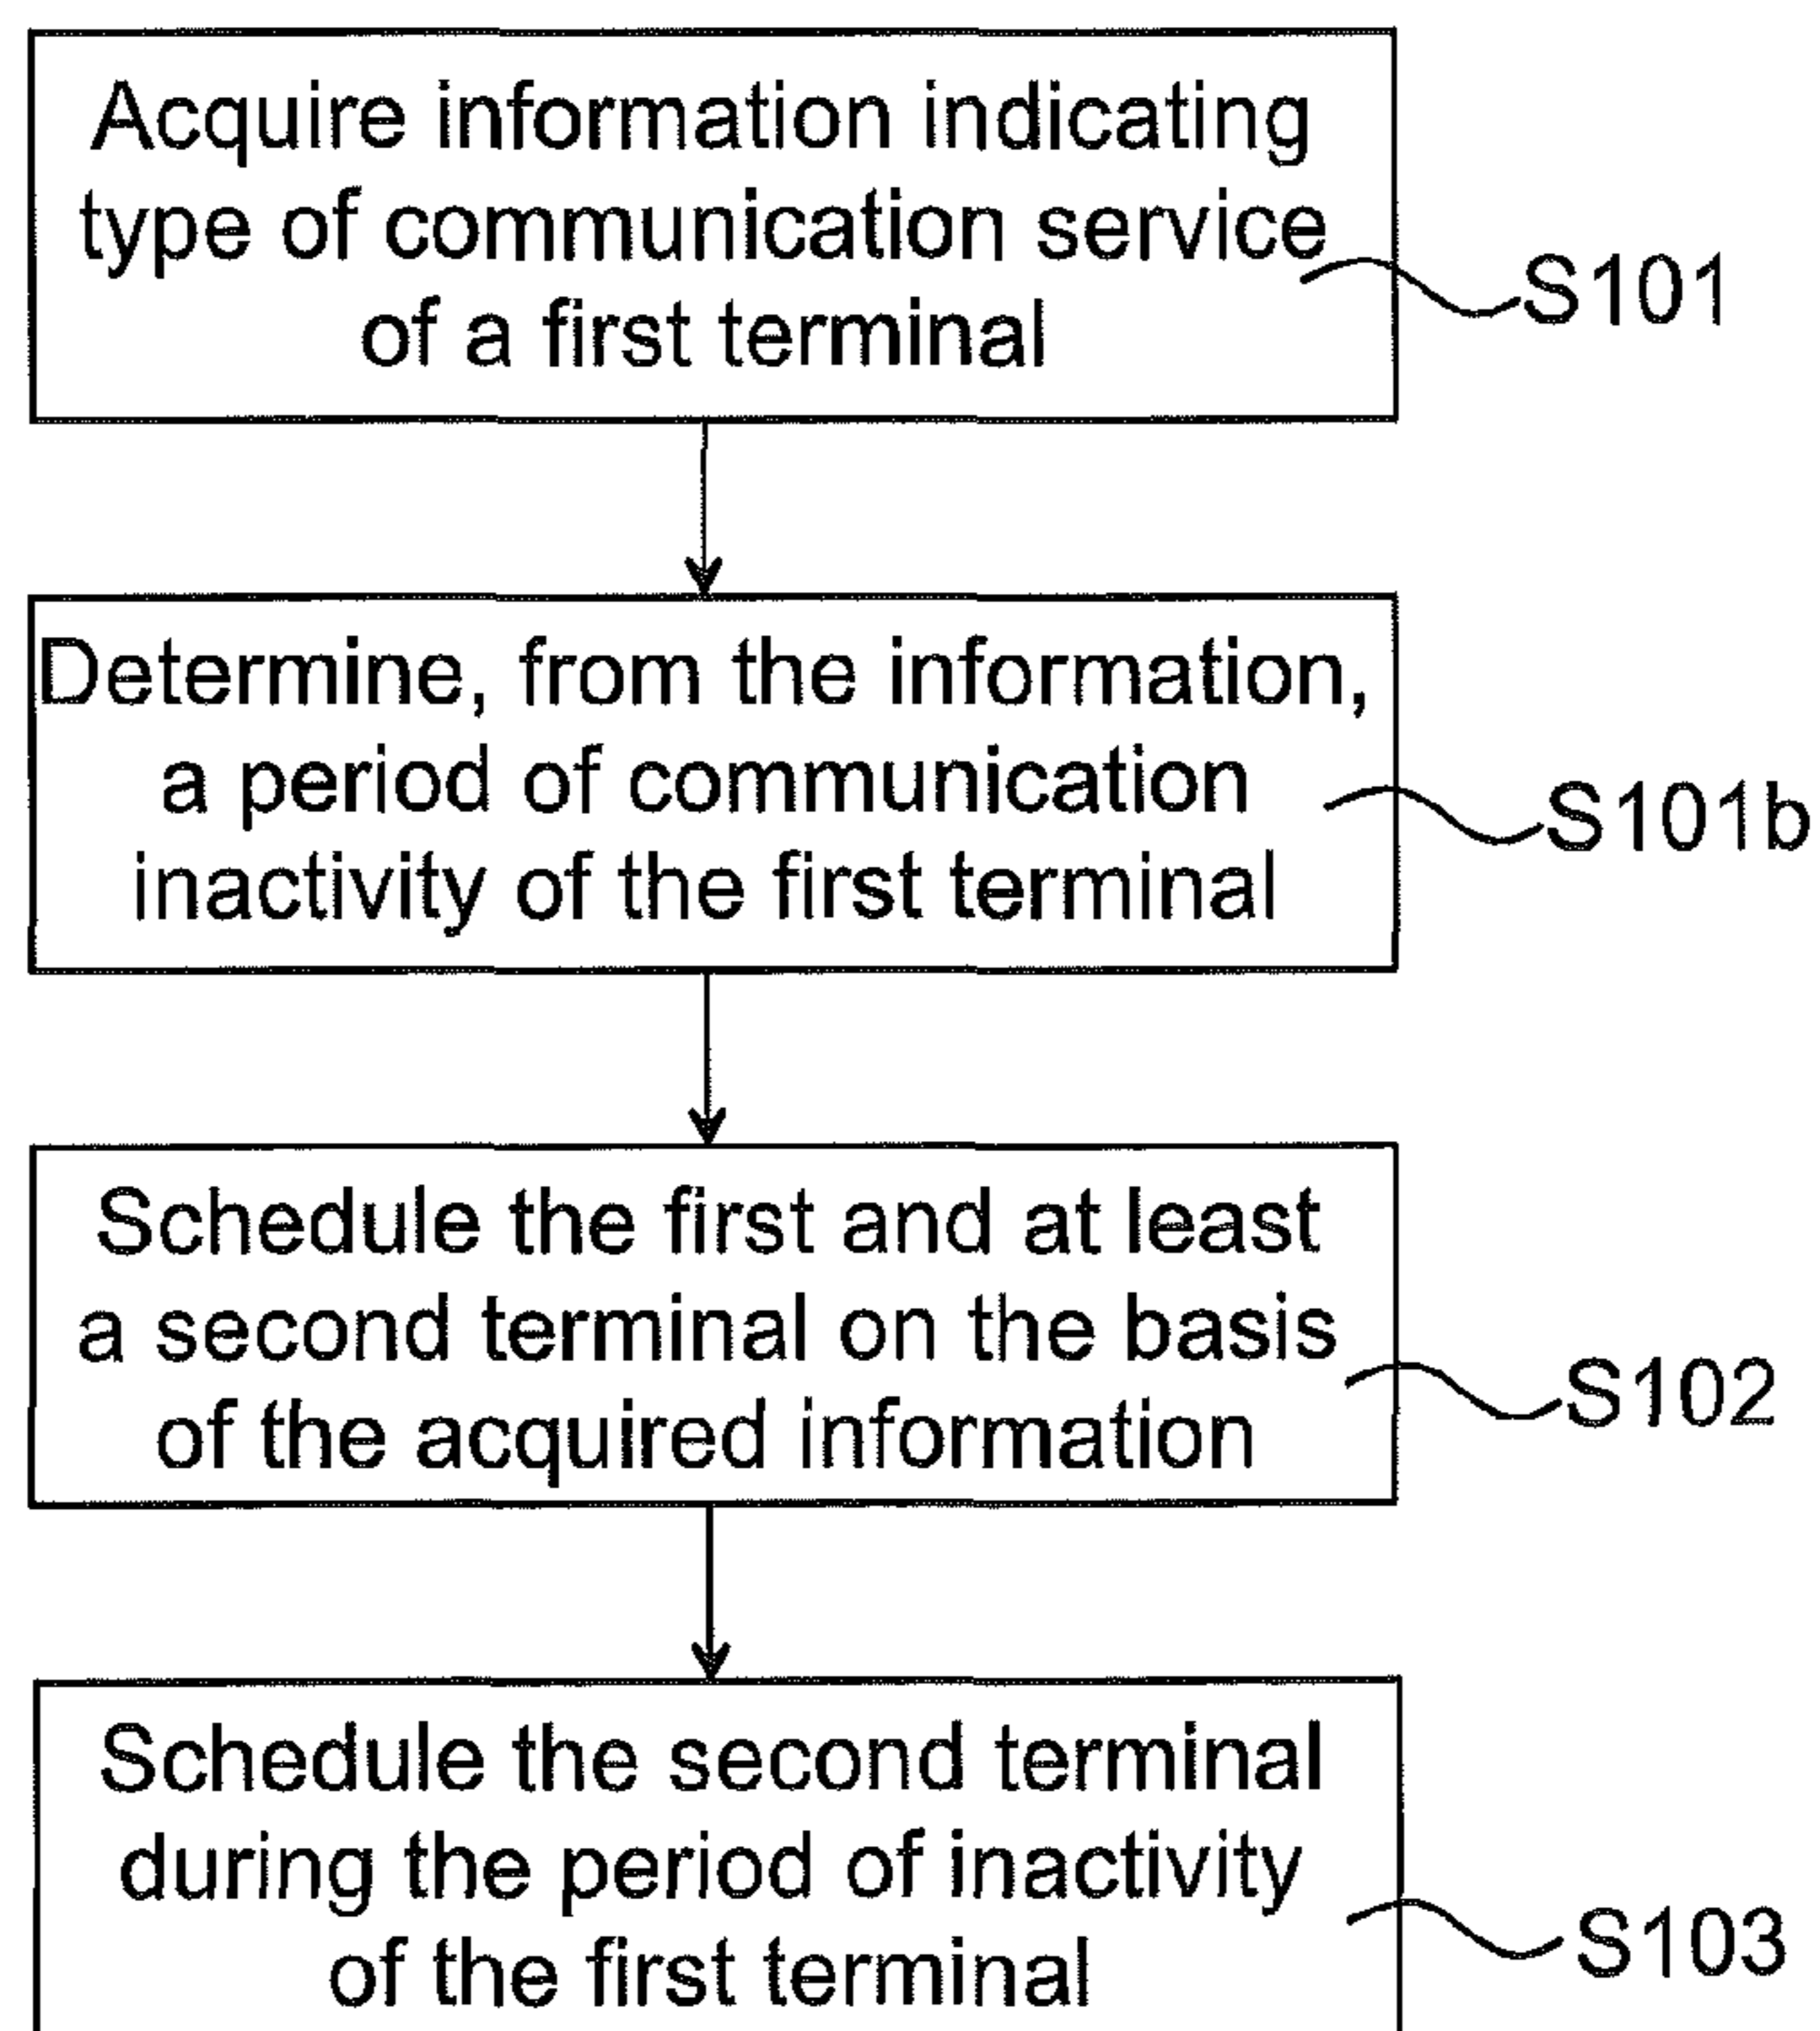 Acquire information indicating
type of communication service
of a first terminal
S101
Determine, from the information,
a period of communication
inactivity of the first terminal
S101b
Schedule the first and at least
a second terminal on the basis
of the acquired information
S102
Schedule the second terminal
during the period of inactivity
of the first terminal
S103